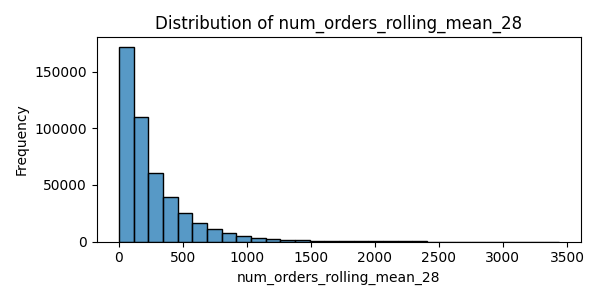 Distribution of num_orders_rolling_mean_28
Frequency
150000
100000
50000
0
0 500 1000 1500 2000 2500 3000 3500
num_orders_rolling_mean_28